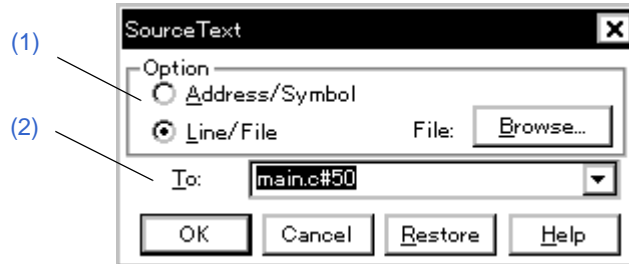 SourceText
(1)
Option
Address/Symbol
Line/File File: Browse...
(2)
To: main.c#50
OK Cancel Restore Help